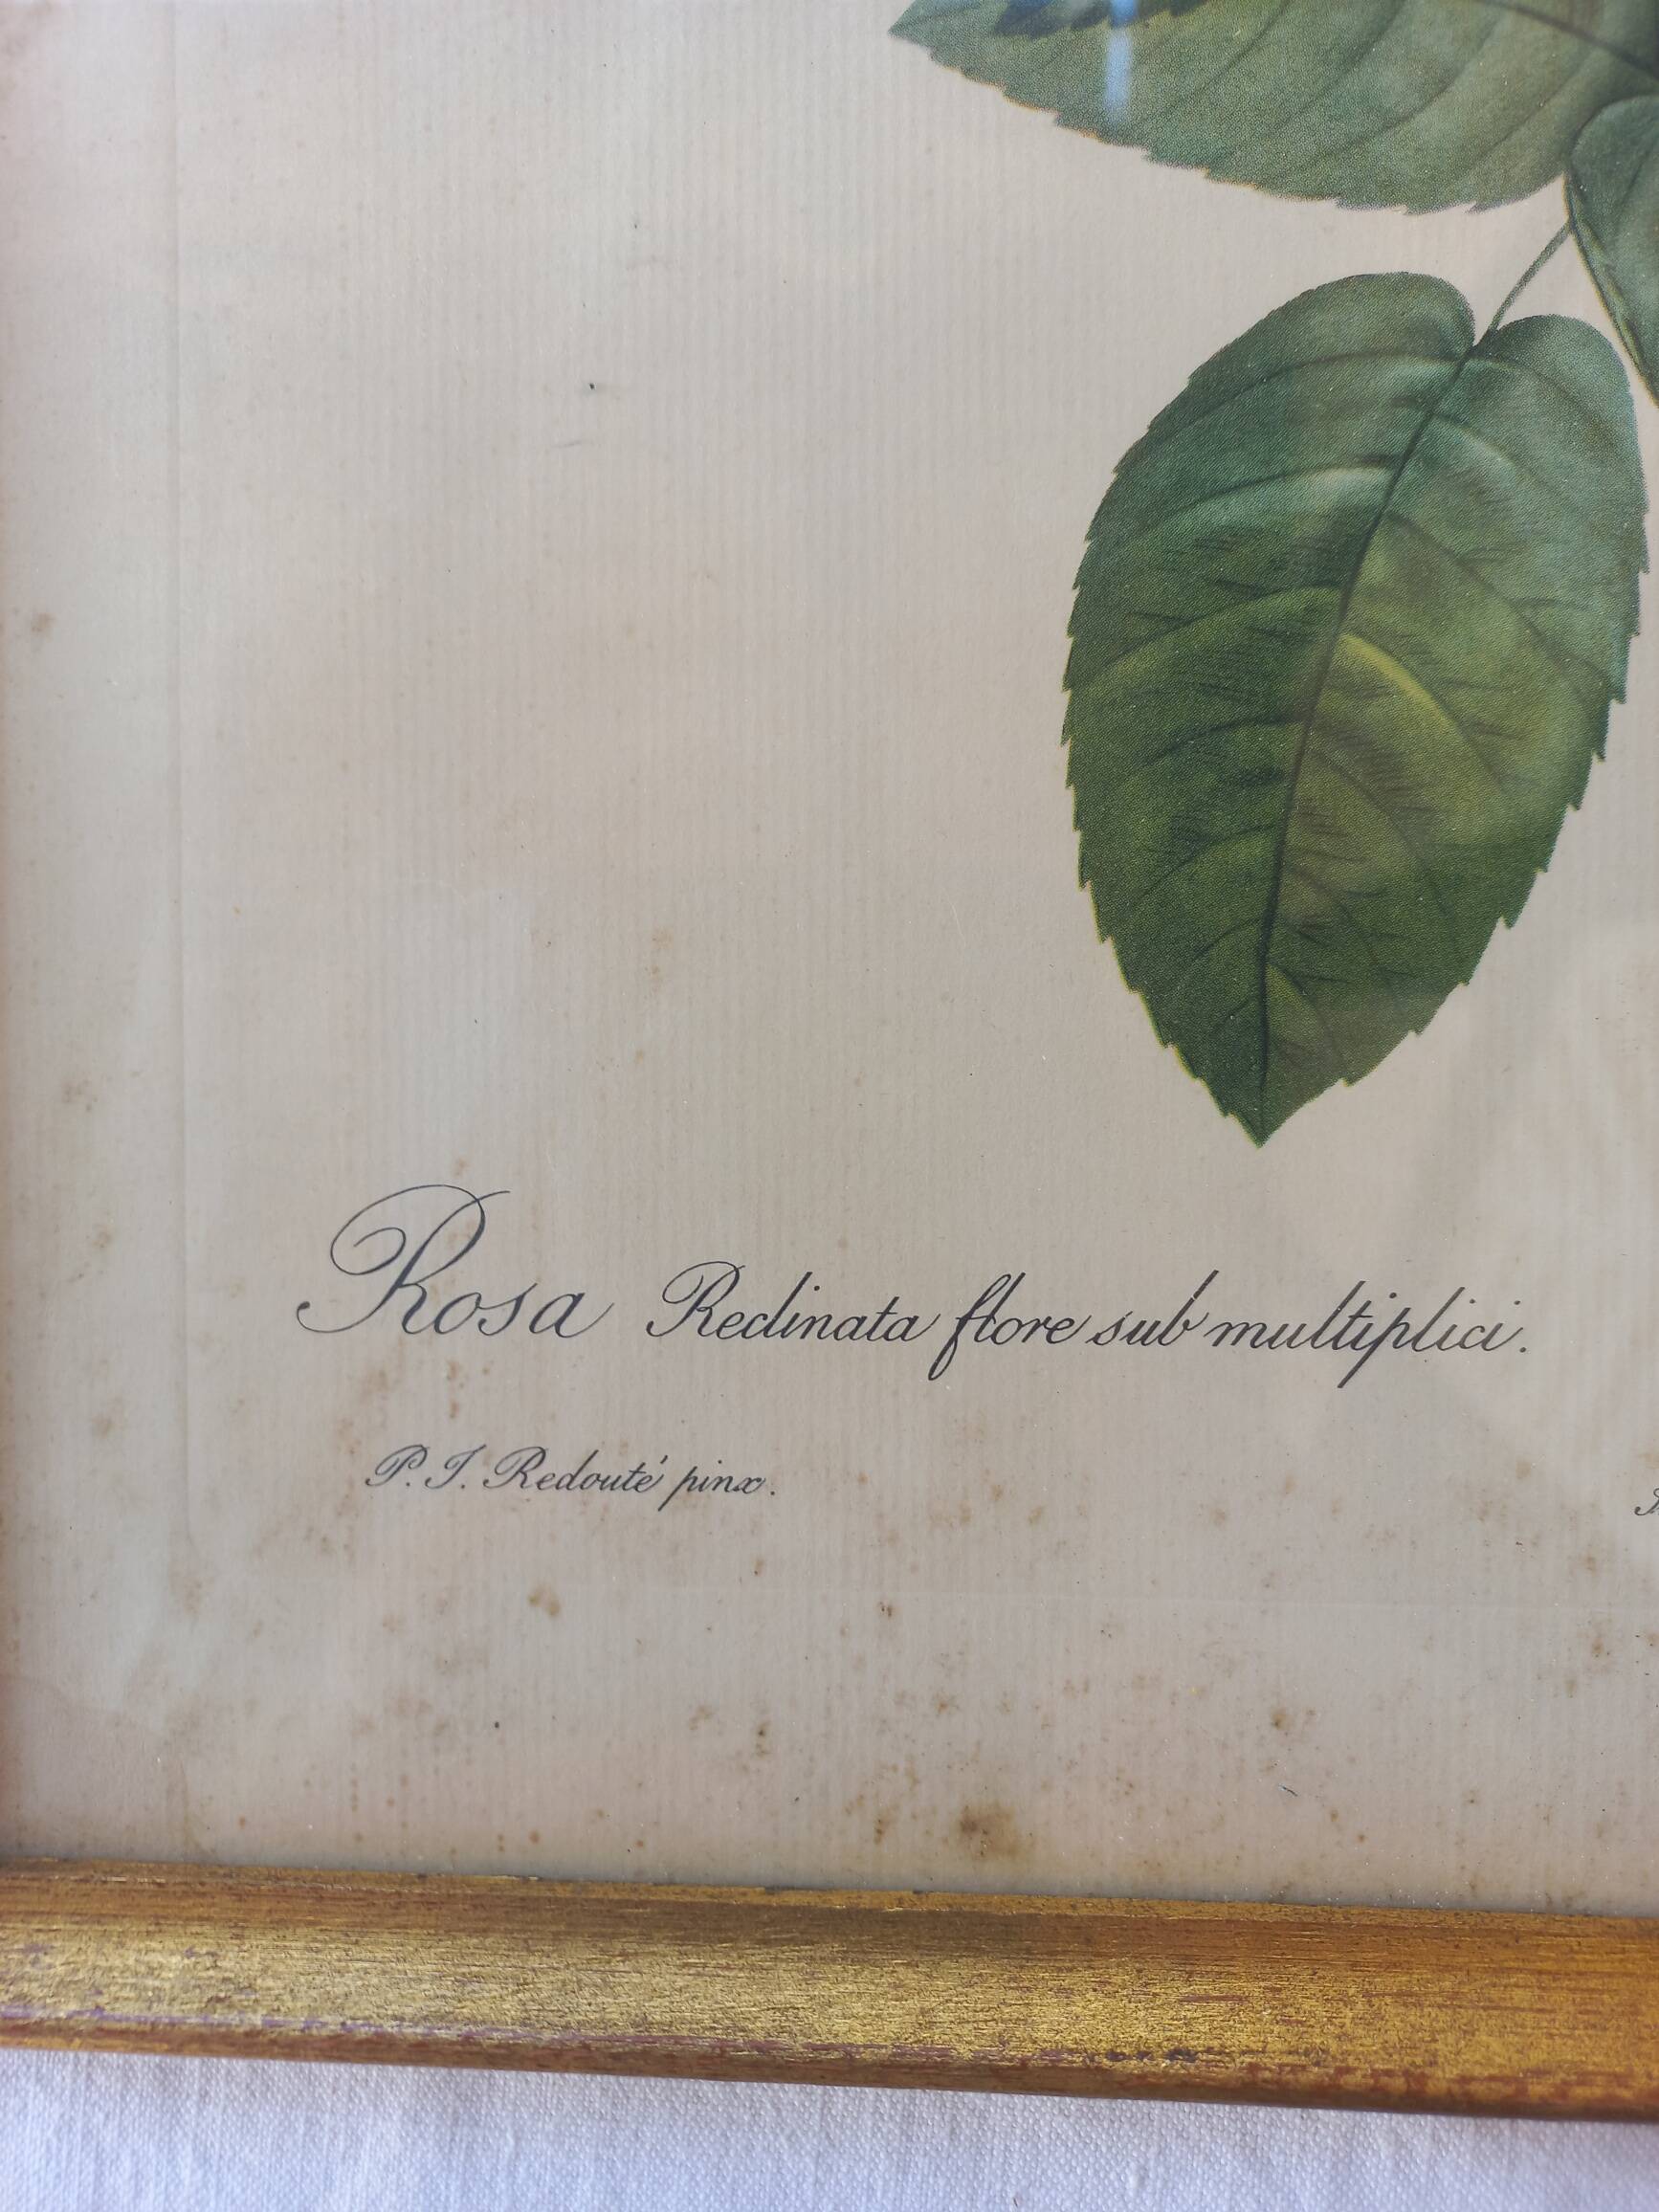 Rosa Reclinata flore sub multiplici.
P. J. Redouté pinx.